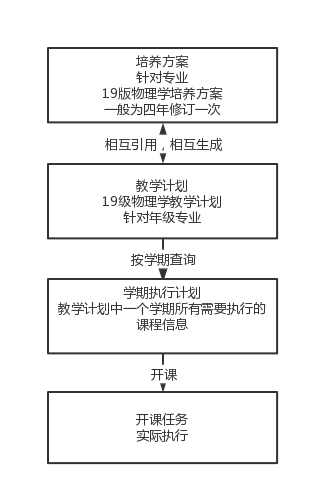 培养方案
针对专业
19版物理学培养方案
一般为四年修订一次
相互引用，相互生成
教学计划
19级物理学教学计划
针对年级专业
按学期查询
学期执行计划
教学计划中一个学期所有需要执行的
课程信息
开课
开课任务
实际执行